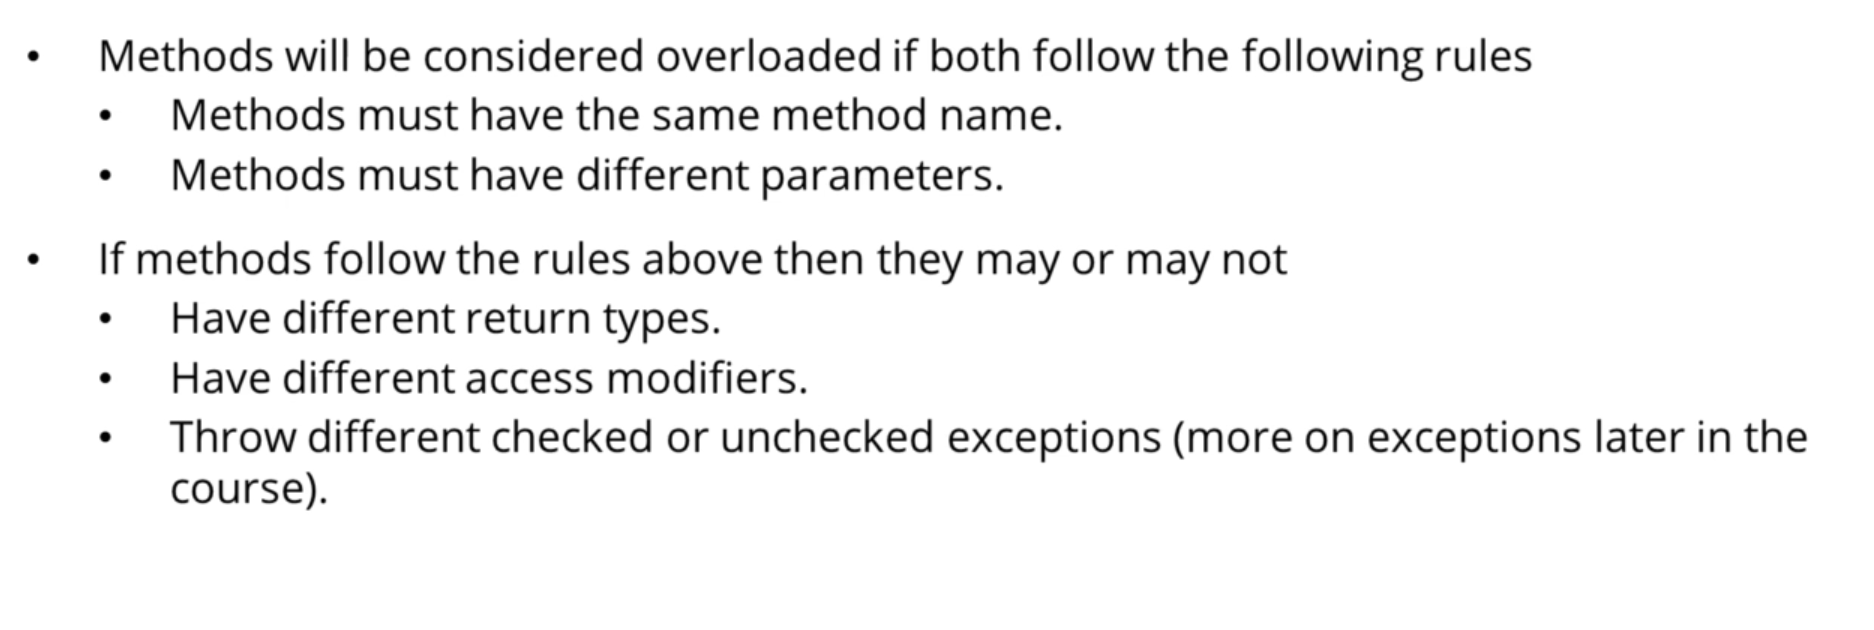 • Methods will be considered overloaded if both follow the following rules
• Methods must have the same method name.
• Methods must have different parameters.
• If methods follow the rules above then they may or may not
• Have different return types.
• Have different access modifiers.
• Throw different checked or unchecked exceptions (more on exceptions later in the
course).